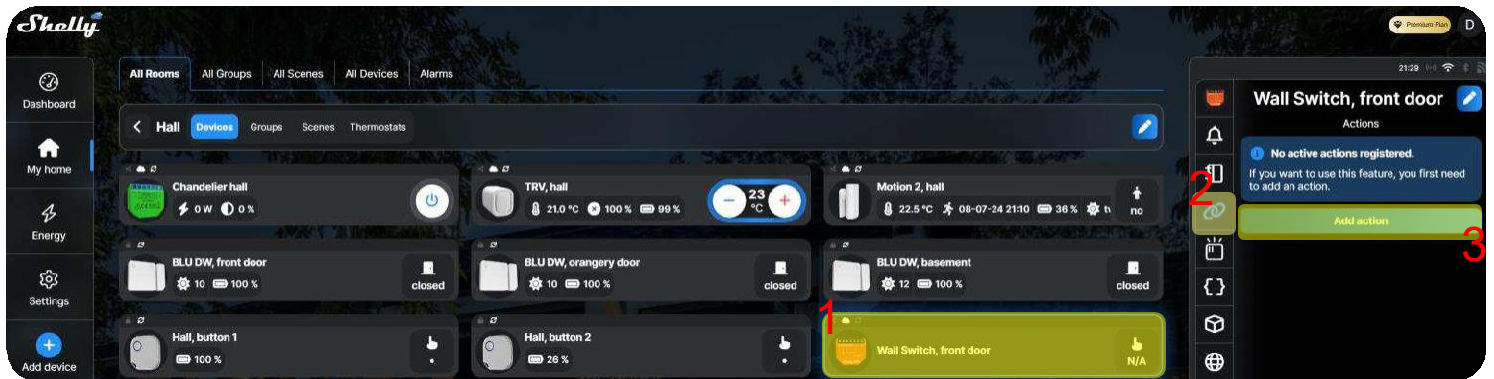 Shelly
Premium Plan
D
Dashboard
My home
Energy
Settings
Add device
All Rooms
All Groups
All Scenes
All Devices
Alarms
Hall
Devices
Groups
Scenes
Thermostats
Chandelier hall
0 W
0 %
TRV, hall
21.0 °C
100 %
99 %
−
23
°C
+
Motion 2, hall
22.5 °C
08-07-24 21:10
36 %
no
BLU DW, front door
10
100 %
closed
BLU DW, orangery door
10
100 %
closed
BLU DW, basement
12
100 %
closed
Hall, button 1
100 %
Hall, button 2
26 %
1
Wall Switch, front door
N/A
21:29
Wall Switch, front door
Actions
No active actions registered.
If you want to use this feature, you first need
to add an action.
2
Add action
3